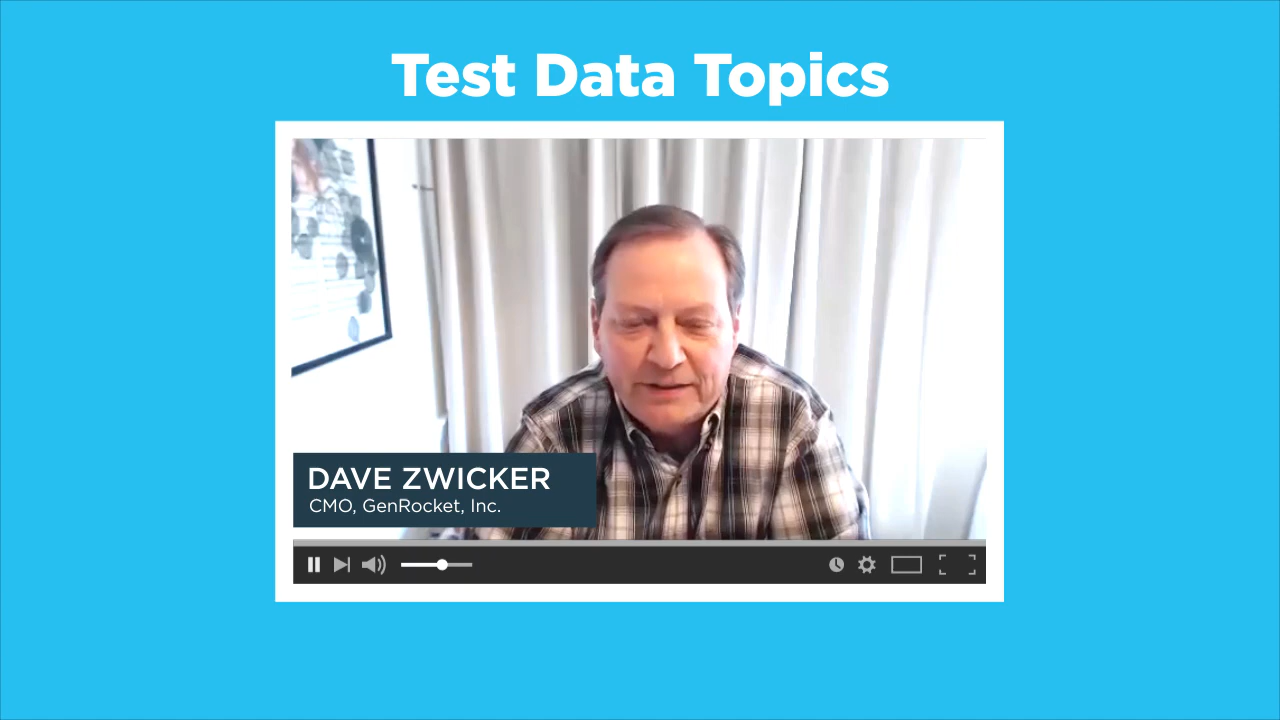 Test Data Topics
DAVE ZWICKER
CMO, GenRocket, Inc.